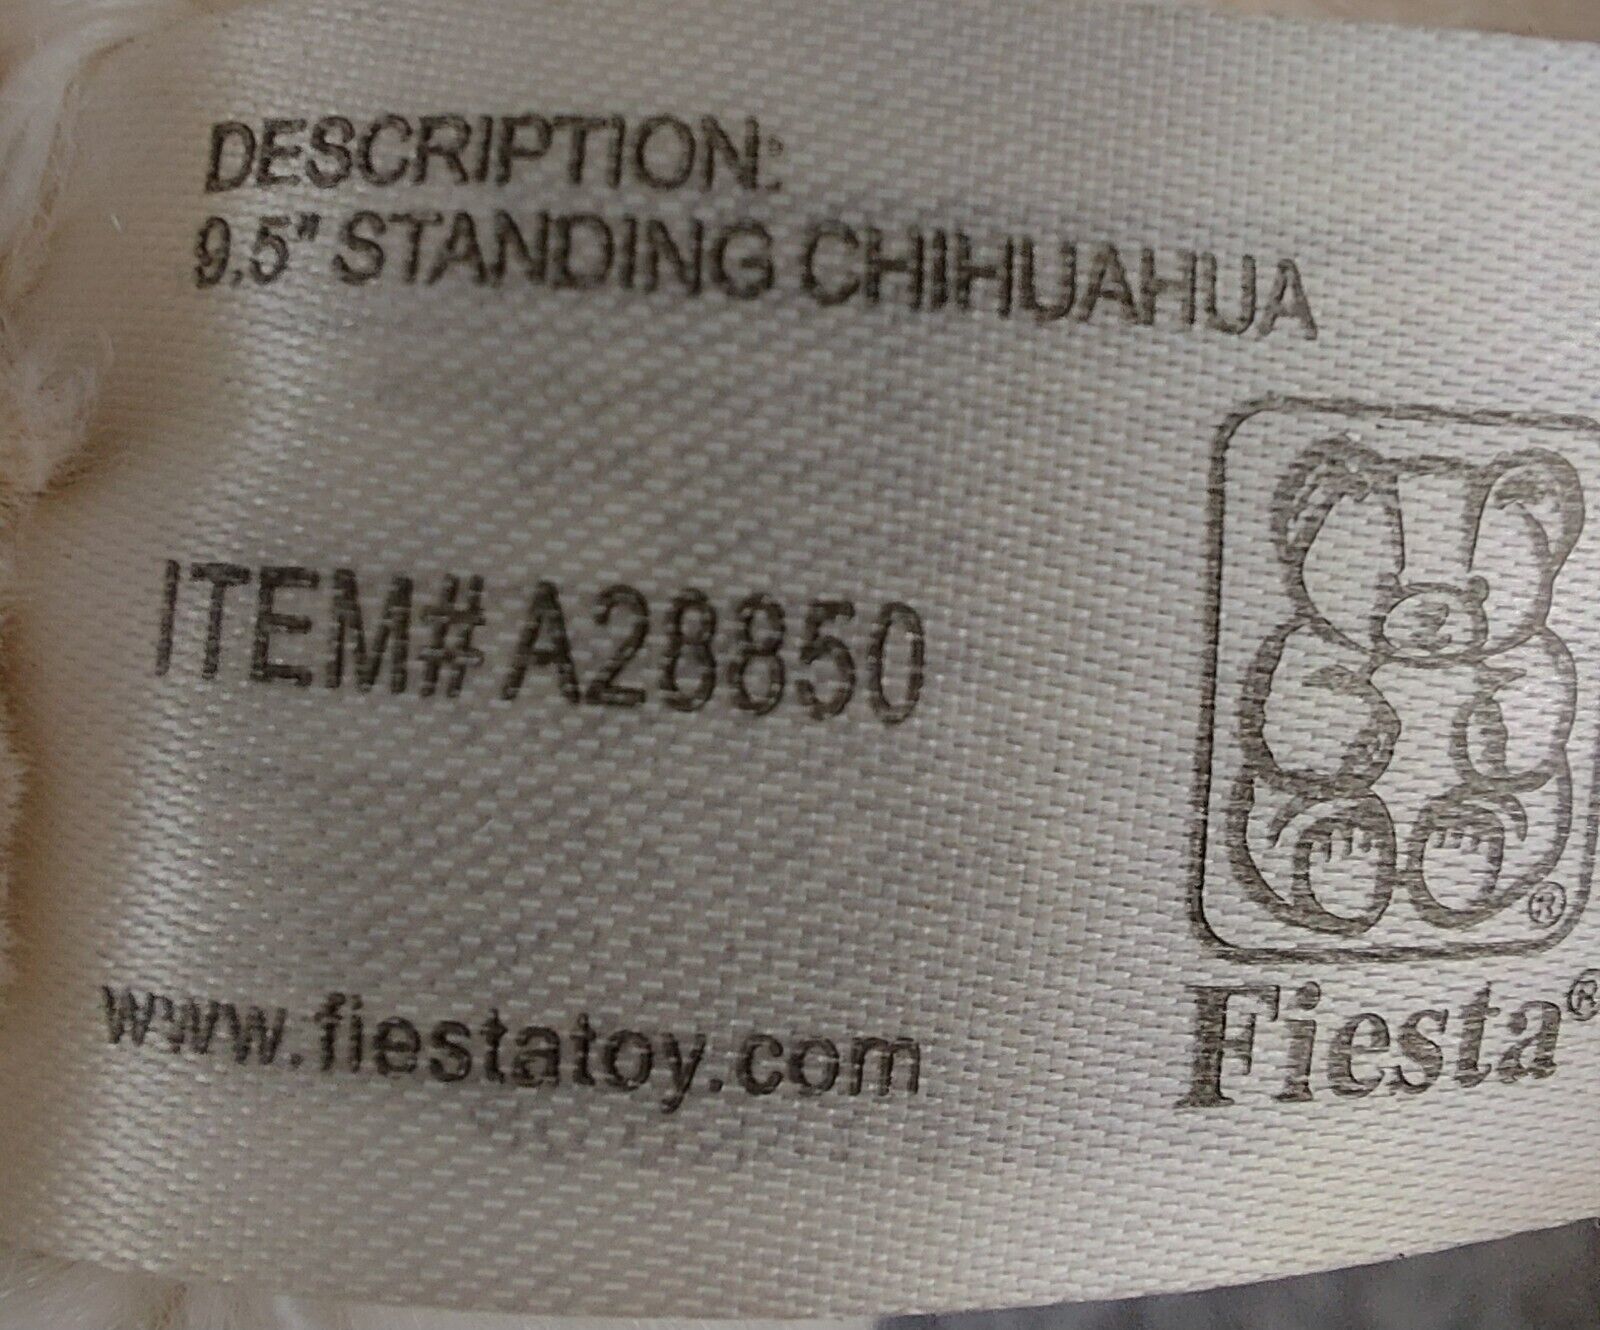 DESCRIPTION:
9.5" STANDING CHIHUAHUA
ITEM# A28850
®
www.fiestatoy.com
Fiesta®